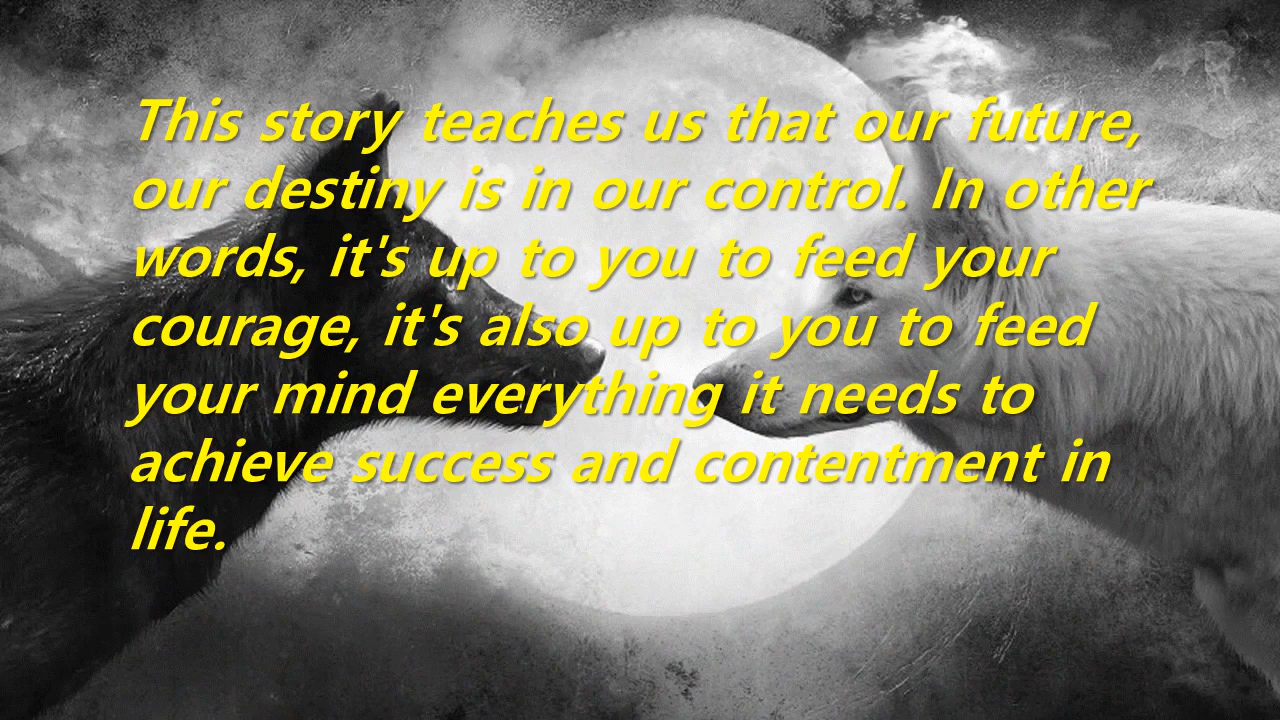 This story teaches us that our future,
our destiny is in our control. In other
words, it's up to you to feed your
courage, it's also up to you to feed
your mind everything it needs to
achieve success and contentment in
life.